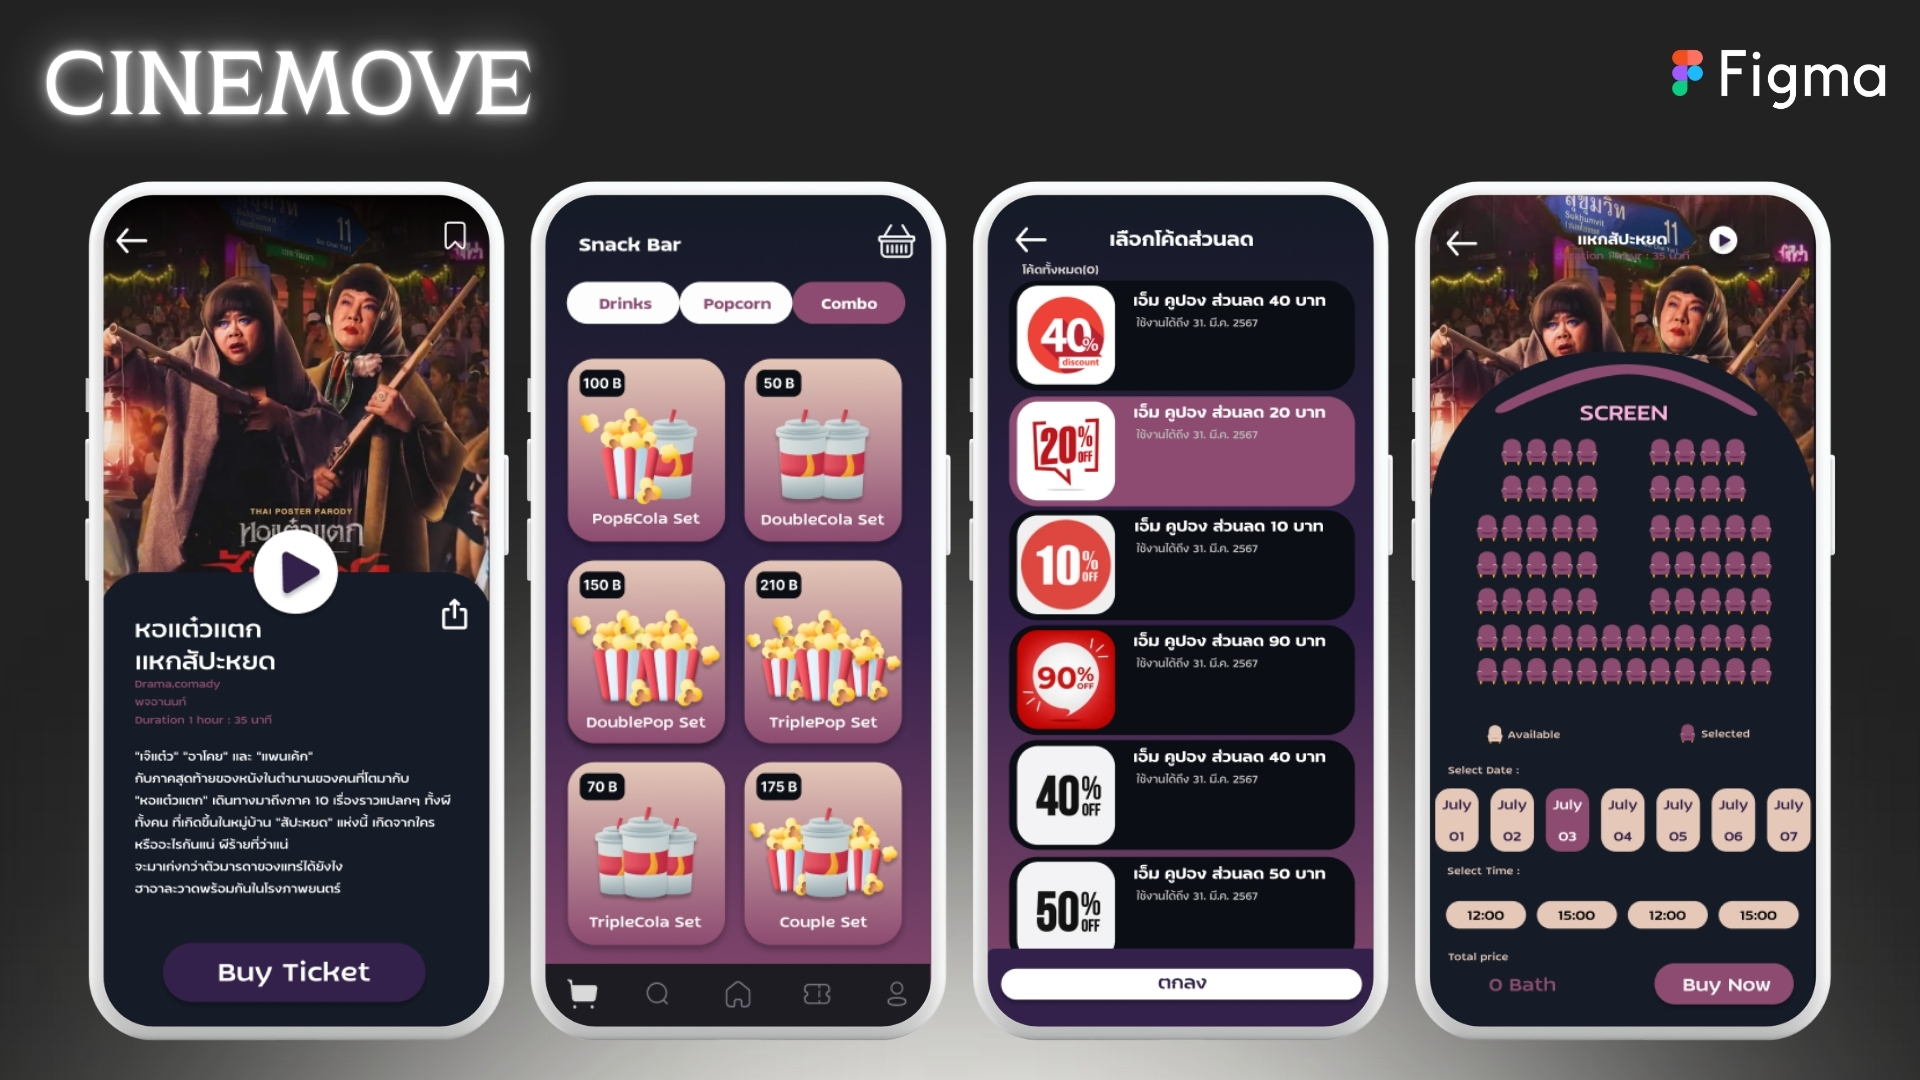 CINEMOVE
Figma
11
THAI POSTER PARODY
หอแต๋วแตก
หอแต๋วแตก
แหกสัปะหยด
Drama,comady
พจอานนท์
Duration 1 hour : 35 นาที
"เจ๊แต๋ว" "อาโคย" และ "แพนเค้ก"
กับภาคสุดท้ายของหนังในตำนานของคนที่โตมากับ
"หอแต๋วแตก" เดินทางมาถึงภาค 10 เรื่องราวแปลกๆ ทั้งผี
ทั้งคน ที่เกิดขึ้นในหมู่บ้าน "สัปะหยด" แห่งนี้ เกิดจากใคร
หรืออะไรกันแน่ ผีร้ายที่ว่าแน่
จะมาเก่งกว่าตัวมารดาของแทร่ได้ยังไง
ฮาอาละวาดพร้อมกันในโรงภาพยนตร์
Buy Ticket
Snack Bar
Drinks Popcorn Combo
100 B
Pop&Cola Set
50 B
DoubleCola Set
150 B
DoublePop Set
210 B
TriplePop Set
70 B
TripleCola Set
175 B
Couple Set
เลือกโค้ดส่วนลด
โค้ดทั้งหมด(0)
40%
discount
เอ็ม คูปอง ส่วนลด 40 บาท
ใช้งานได้ถึง 31. มี.ค. 2567
20%
OFF
เอ็ม คูปอง ส่วนลด 20 บาท
ใช้งานได้ถึง 31. มี.ค. 2567
10%
OFF
เอ็ม คูปอง ส่วนลด 10 บาท
ใช้งานได้ถึง 31. มี.ค. 2567
90%
OFF
เอ็ม คูปอง ส่วนลด 90 บาท
ใช้งานได้ถึง 31. มี.ค. 2567
40%
OFF
เอ็ม คูปอง ส่วนลด 40 บาท
ใช้งานได้ถึง 31. มี.ค. 2567
50%
OFF
เอ็ม คูปอง ส่วนลด 50 บาท
ใช้งานได้ถึง 31. มี.ค. 2567
ตกลง
สุขุมวิท
Sukhumvit
11
แหกสัปะหยด
Duration 1 hour : 35 นาที
SCREEN
Available Selected
Select Date :
July July July July July July July
01 02 03 04 05 06 07
Select Time :
12:00 15:00 12:00 15:00
Total price
0 Bath
Buy Now